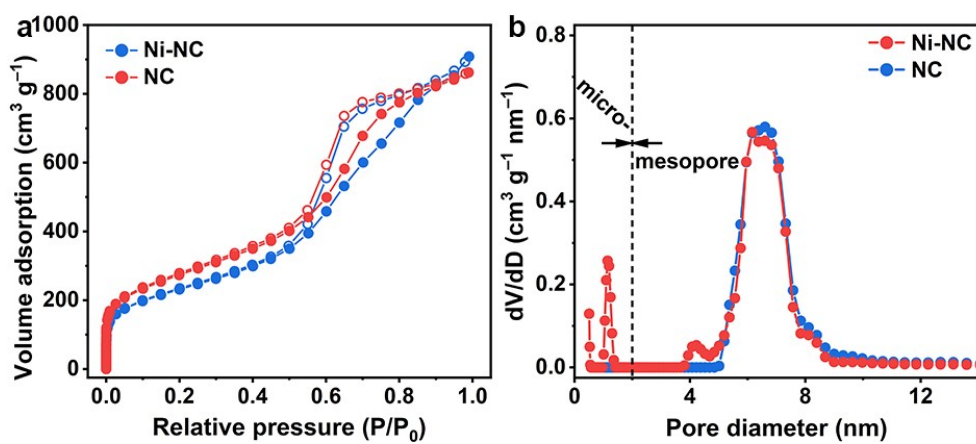 a
1000
800
600
400
200
0
Volume adsorption (cm³ g⁻¹)
Ni-NC
NC
0.0 0.2 0.4 0.6 0.8 1.0
Relative pressure (P/P₀)
b
0.8
0.6
0.4
0.2
0.0
dV/dD (cm³ g⁻¹ nm⁻¹)
micro-
mesopore
Ni-NC
NC
0 4 8 12
Pore diameter (nm)